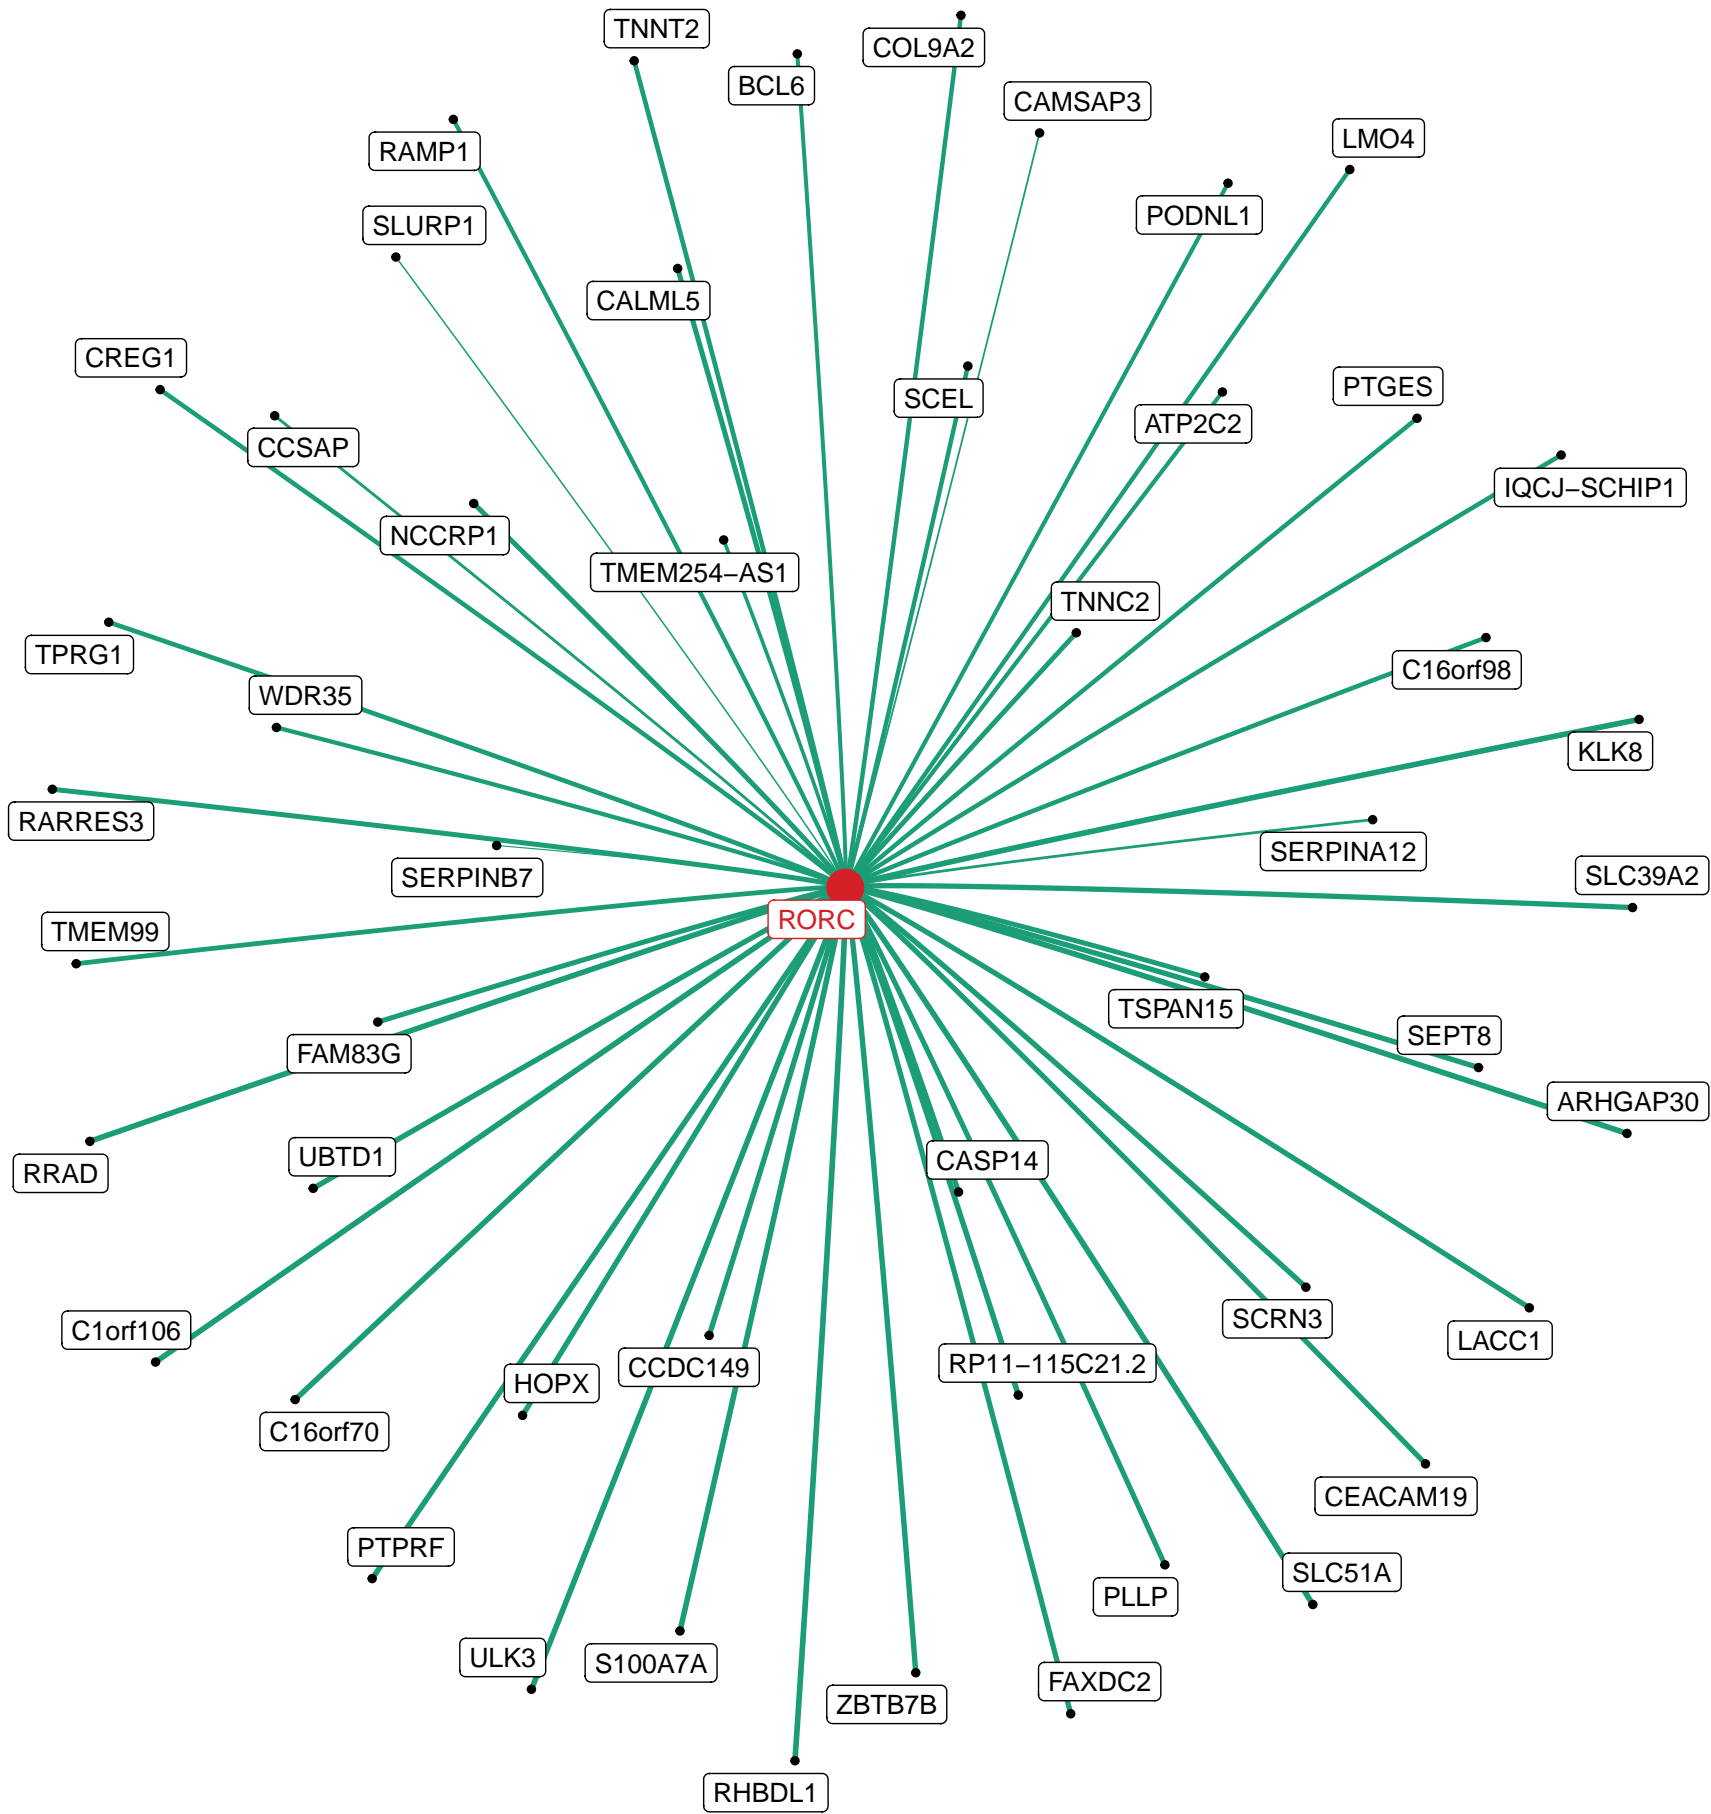 TNNT2
COL9A2
BCL6
CAMSAP3
LMO4
RAMP1
PODNL1
SLURP1
CALML5
CREG1
PTGES
SCEL
ATP2C2
CCSAP
IQCJ−SCHIP1
NCCRP1
TMEM254−AS1
TNNC2
TPRG1
C16orf98
WDR35
KLK8
RARRES3
SERPINA12
SERPINB7
SLC39A2
RORC
TMEM99
TSPAN15
SEPT8
FAM83G
ARHGAP30
UBTD1
CASP14
RRAD
SCRN3
C1orf106
LACC1
RP11−115C21.2
CCDC149
HOPX
C16orf70
CEACAM19
PTPRF
SLC51A
PLLP
ULK3
S100A7A
FAXDC2
ZBTB7B
RHBDL1